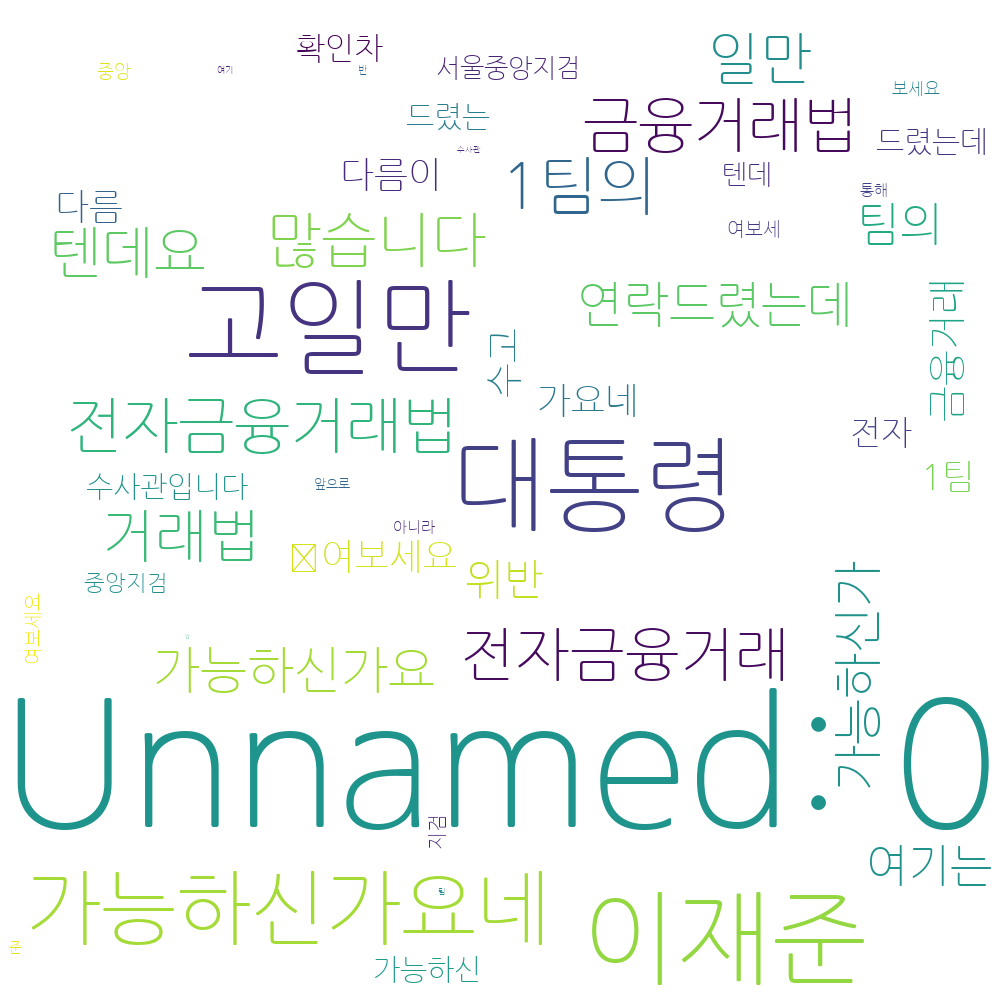 확인차
일만
중앙
여기
반
서울중앙지검
보세요
드렸는
금융거래법
드렸는데
수사관
다름이
1팀의
텐데
통해
다름
많습니다
여보세
팀의
텐데요
고일만
연락드렸는데
금융거래
수고
전자금융거래법
가요네
대통령
전자
수사관입니다
앞으로
1팀
거래법
아니라
여보세요
위반
중앙지검
여보세여
가능하신가요
전자금융거래
가능하신가
Unnamed: 0
지검
여기는
가능하신가요네
이재준
준
가능하신